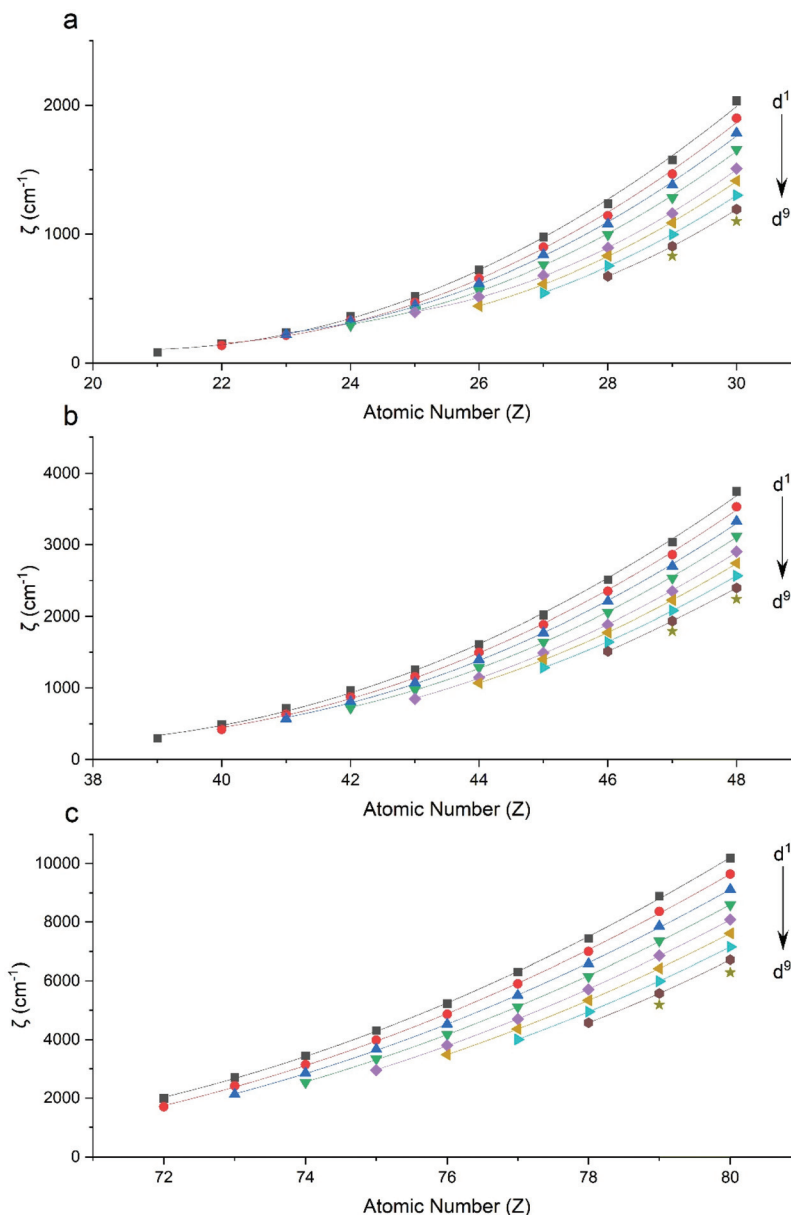 a
2000
1000
0
ζ (cm⁻¹)
d¹
d⁹
20 22 24 26 28 30
Atomic Number (Z)
b
4000
3000
2000
1000
0
ζ (cm⁻¹)
d¹
d⁹
38 40 42 44 46 48
Atomic Number (Z)
c
10000
8000
6000
4000
2000
0
ζ (cm⁻¹)
d¹
d⁹
72 74 76 78 80
Atomic Number (Z)